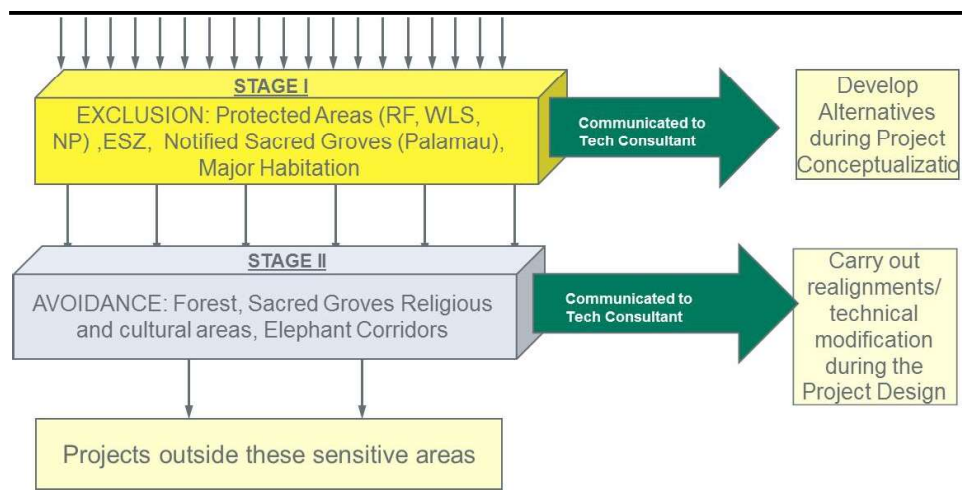 STAGE I
EXCLUSION: Protected Areas (RF, WLS,
NP) ,ESZ, Notified Sacred Groves (Palamau),
Major Habitation
Communicated to
Tech Consultant
Develop
Alternatives
during Project
Conceptualizatio
STAGE II
AVOIDANCE: Forest, Sacred Groves Religious
and cultural areas, Elephant Corridors
Communicated to
Tech Consultant
Carry out
realignments/
technical
modification
during the
Project Design
Projects outside these sensitive areas